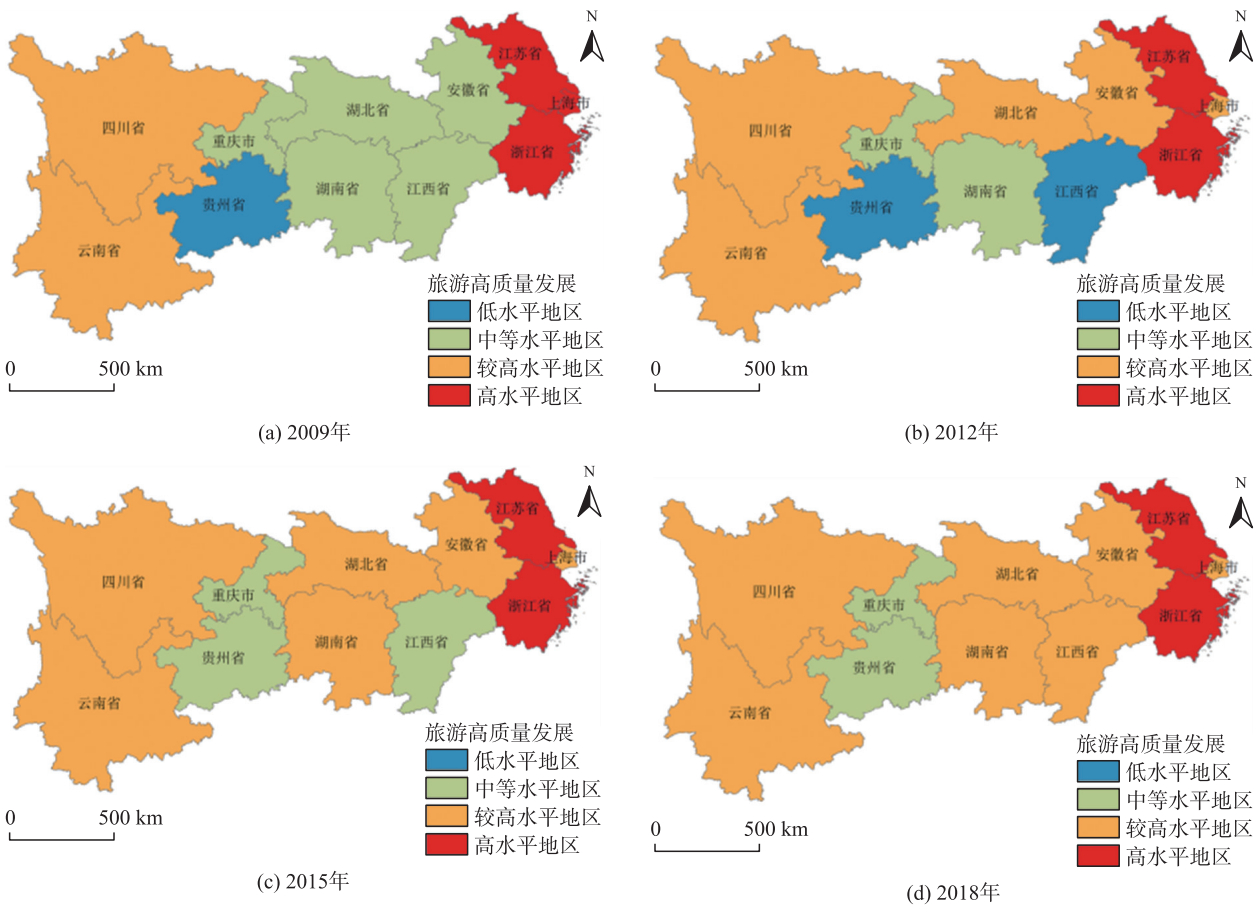 N
江苏省
安徽省
上海市
湖北省
四川省
重庆市
浙江省
湖南省
江西省
贵州省
云南省
旅游高质量发展
低水平地区
中等水平地区
较高水平地区
高水平地区
0 500 km
(a) 2009年
N
江苏省
安徽省
上海市
湖北省
四川省
重庆市
浙江省
湖南省
江西省
贵州省
云南省
旅游高质量发展
低水平地区
中等水平地区
较高水平地区
高水平地区
0 500 km
(b) 2012年
N
江苏省
安徽省
上海市
湖北省
四川省
重庆市
浙江省
湖南省
江西省
贵州省
云南省
旅游高质量发展
低水平地区
中等水平地区
较高水平地区
高水平地区
0 500 km
(c) 2015年
N
江苏省
安徽省
上海市
湖北省
四川省
重庆市
浙江省
湖南省
江西省
贵州省
云南省
旅游高质量发展
低水平地区
中等水平地区
较高水平地区
高水平地区
0 500 km
(d) 2018年